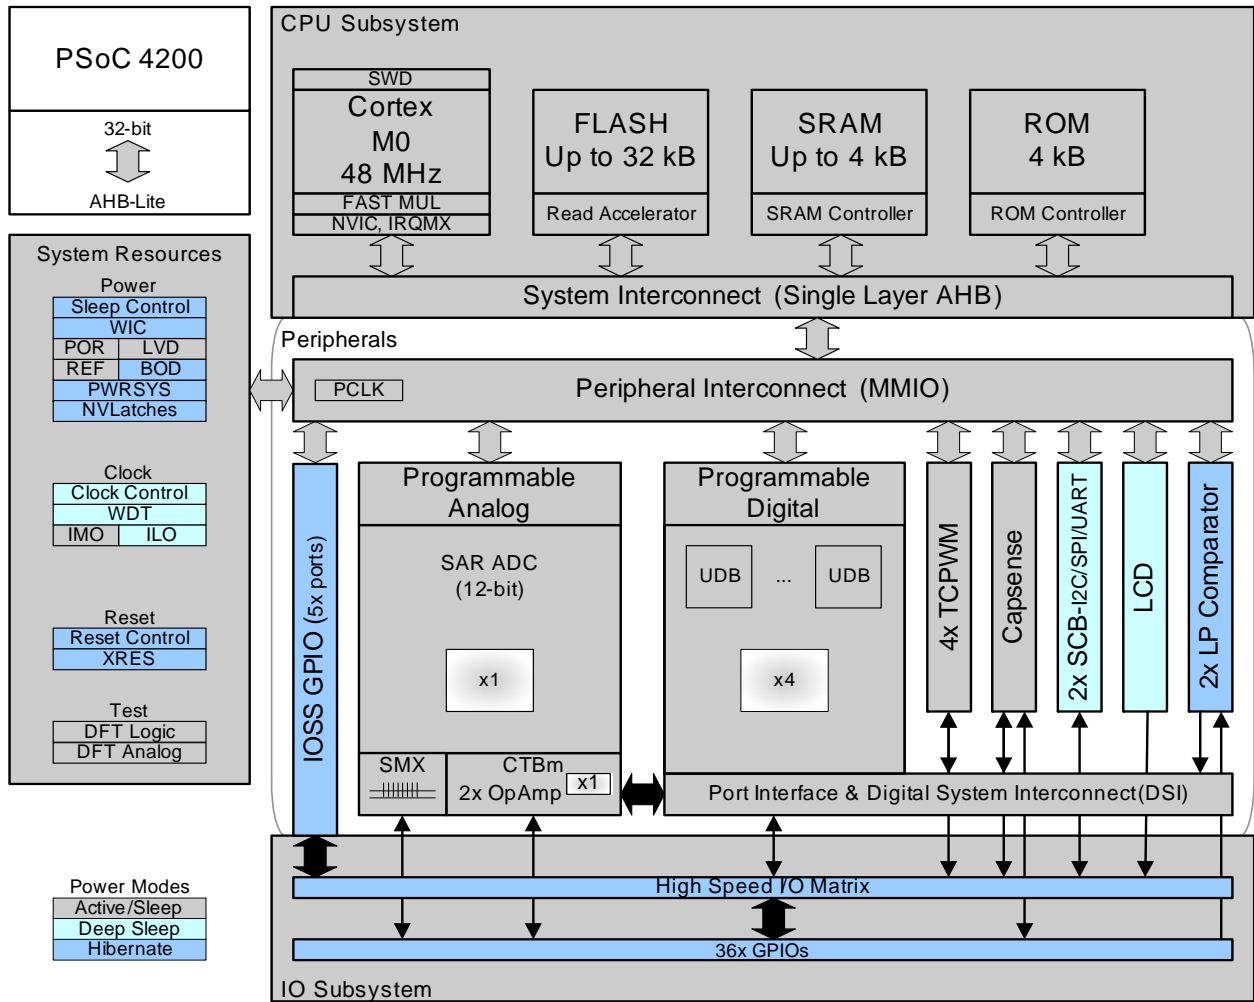 PSoC 4200
32-bit
AHB-Lite
CPU Subsystem
SWD
Cortex
M0
48 MHz
FAST MUL
NVIC, IRQMX
FLASH
Up to 32 kB
Read Accelerator
SRAM
Up to 4 kB
SRAM Controller
ROM
4 kB
ROM Controller
System Interconnect (Single Layer AHB)
System Resources
Power
Sleep Control
WIC
POR LVD
REF BOD
PWRSYS
NVLatches
Clock
Clock Control
WDT
IMO ILO
Reset
Reset Control
XRES
Test
DFT Logic
DFT Analog
Peripherals
PCLK
Peripheral Interconnect (MMIO)
IOSS GPIO (5x ports)
Programmable
Analog
SAR ADC
(12-bit)
x1
SMX
CTBm
2x OpAmp
x1
Programmable
Digital
UDB ... UDB
x4
4x TCPWM
Capsense
2x SCB-I2C/SPI/UART
LCD
2x LP Comparator
Port Interface & Digital System Interconnect(DSI)
High Speed I/O Matrix
36x GPIOs
IO Subsystem
Power Modes
Active/Sleep
Deep Sleep
Hibernate